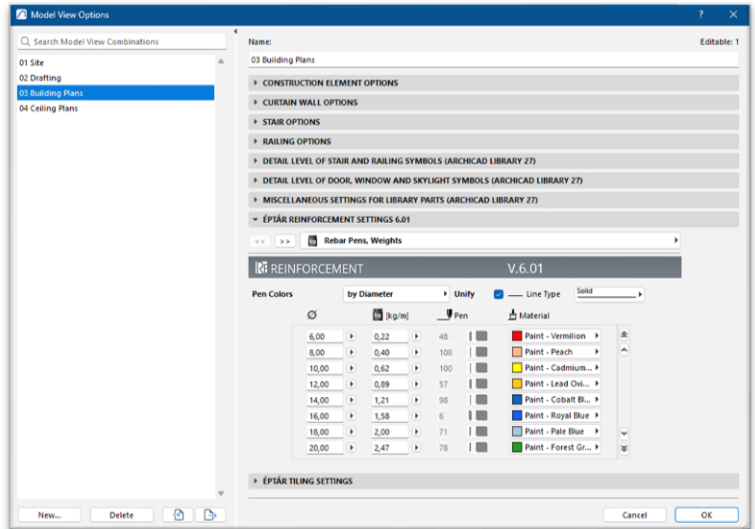 Model View Options
Search Model View Combinations
01 Site
02 Drafting
03 Building Plans
04 Ceiling Plans
New...
Delete
Name:
Editable: 1
03 Building Plans
CONSTRUCTION ELEMENT OPTIONS
CURTAIN WALL OPTIONS
STAIR OPTIONS
RAILING OPTIONS
DETAIL LEVEL OF STAIR AND RAILING SYMBOLS (ARCHICAD LIBRARY 27)
DETAIL LEVEL OF DOOR, WINDOW AND SKYLIGHT SYMBOLS (ARCHICAD LIBRARY 27)
MISCELLANEOUS SETTINGS FOR LIBRARY PARTS (ARCHICAD LIBRARY 27)
ÉPTÁR REINFORCEMENT SETTINGS 6.01
<< >> Rebar Pens, Weights
REINFORCEMENT V.6.01
Pen Colors by Diameter Unify Line Type Solid
Ø [kg/m] Pen Material
6,00 0,22 48 Paint - Vermilion
8,00 0,40 108 Paint - Peach
10,00 0,62 100 Paint - Cadmium...
12,00 0,89 57 Paint - Lead Oxi...
14,00 1,21 98 Paint - Cobalt Bl...
16,00 1,58 6 Paint - Royal Blue
18,00 2,00 71 Paint - Pale Blue
20,00 2,47 78 Paint - Forest Gr...
ÉPTÁR TILING SETTINGS
Cancel
OK